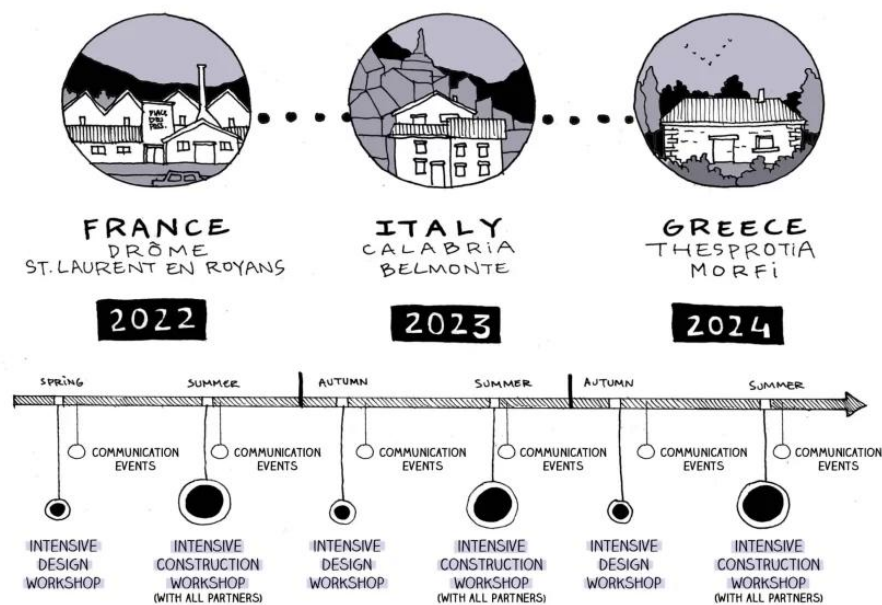 PLACE
DES
POS.
FRANCE
DRÔME
ST. LAURENT EN ROYANS
2022
ITALY
CALABRiA
BELMONTE
2023
GREECE
THESPROTIA
MORFi
2024
SPRiNG
SUMMER
AUTUMN
SUMMER
AUTUMN
SUMMER
COMMUNICATION
EVENTS
COMMUNICATION
EVENTS
COMMUNICATION
EVENTS
COMMUNICATION
EVENTS
COMMUNICATION
EVENTS
COMMUNICATION
EVENTS
INTENSIVE
DESIGN
WORKSHOP
INTENSIVE
CONSTRUCTION
WORKSHOP
(WITH ALL PARTNERS)
INTENSIVE
DESIGN
WORKSHOP
INTENSIVE
CONSTRUCTION
WORKSHOP
(WITH ALL PARTNERS)
INTENSIVE
DESIGN
WORKSHOP
INTENSIVE
CONSTRUCTION
WORKSHOP
(WITH ALL PARTNERS)